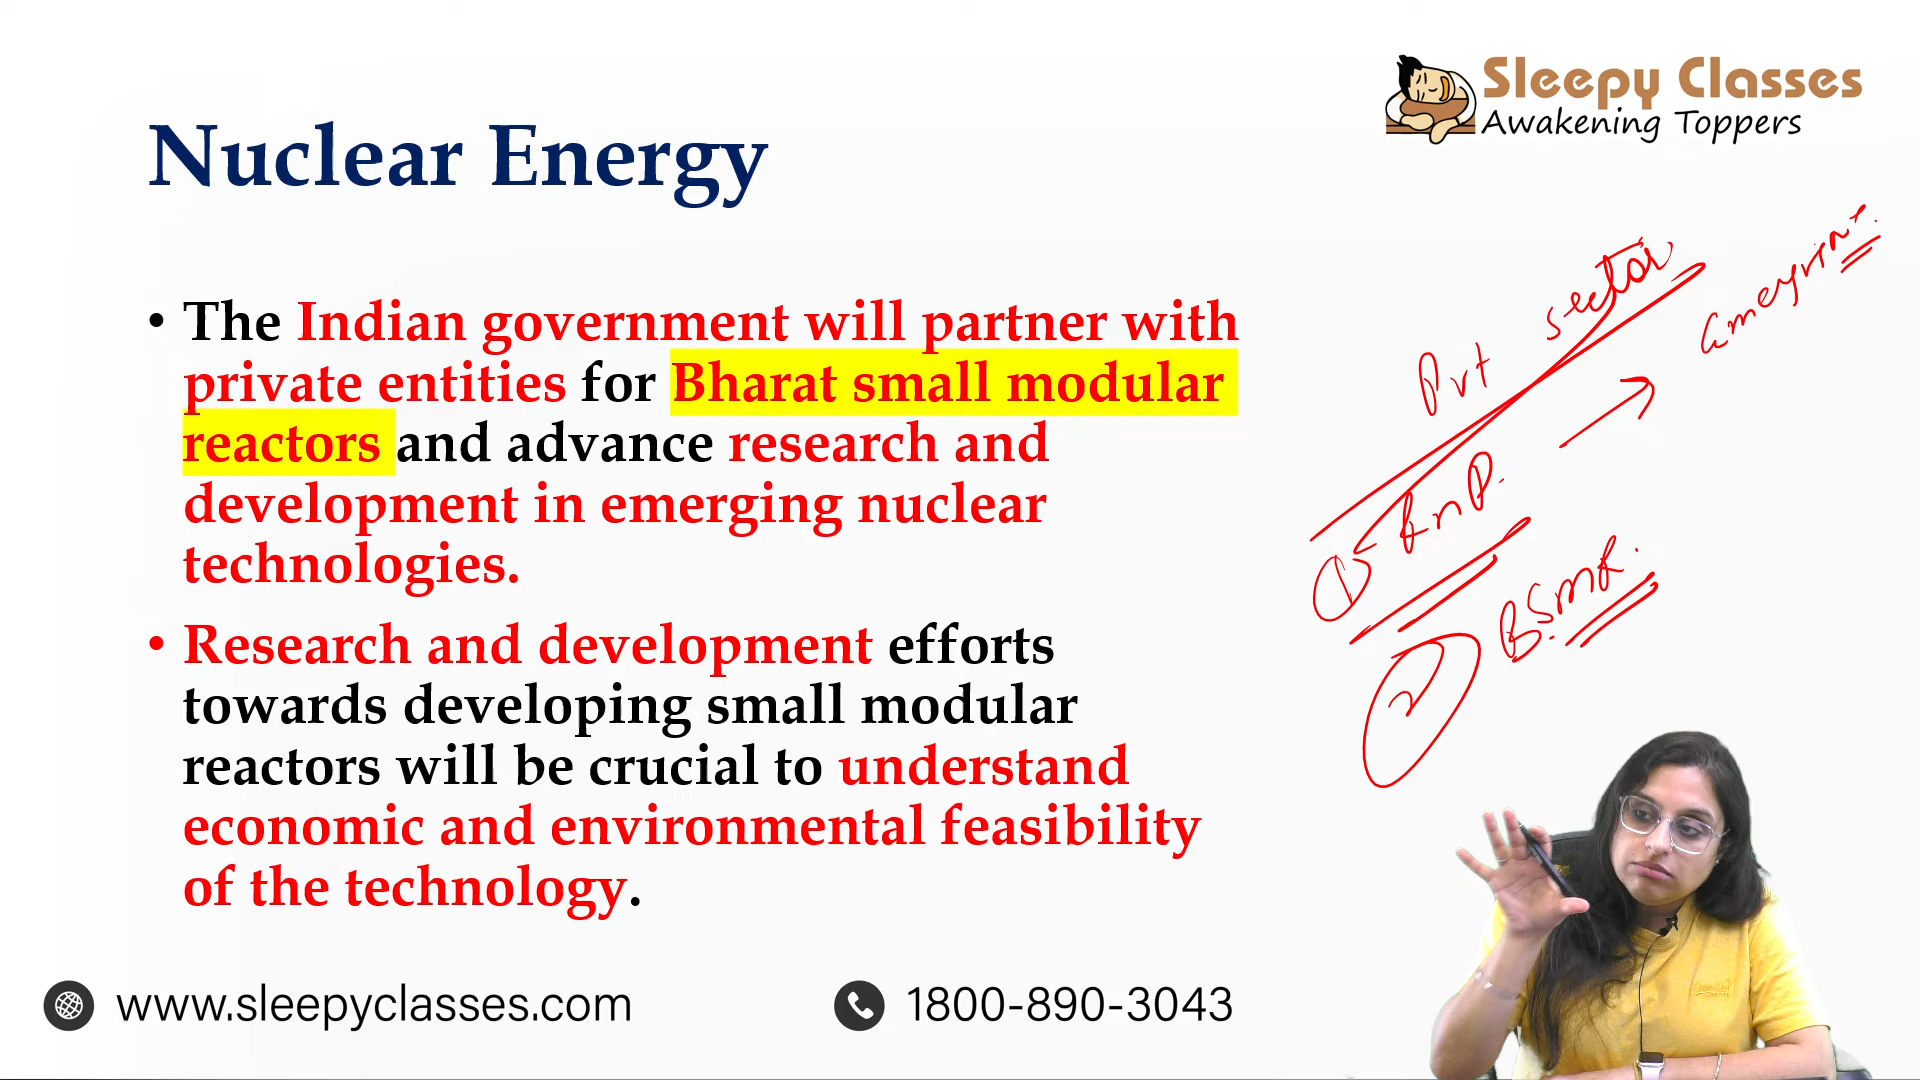 Sleepy Classes
Awakening Toppers
Nuclear Energy
• The Indian government will partner with
private entities for Bharat small modular
reactors and advance research and
development in emerging nuclear
technologies.
• Research and development efforts
towards developing small modular
reactors will be crucial to understand
economic and environmental feasibility
of the technology.
Pvt sector
①
②
BSMR.
www.sleepyclasses.com
1800-890-3043